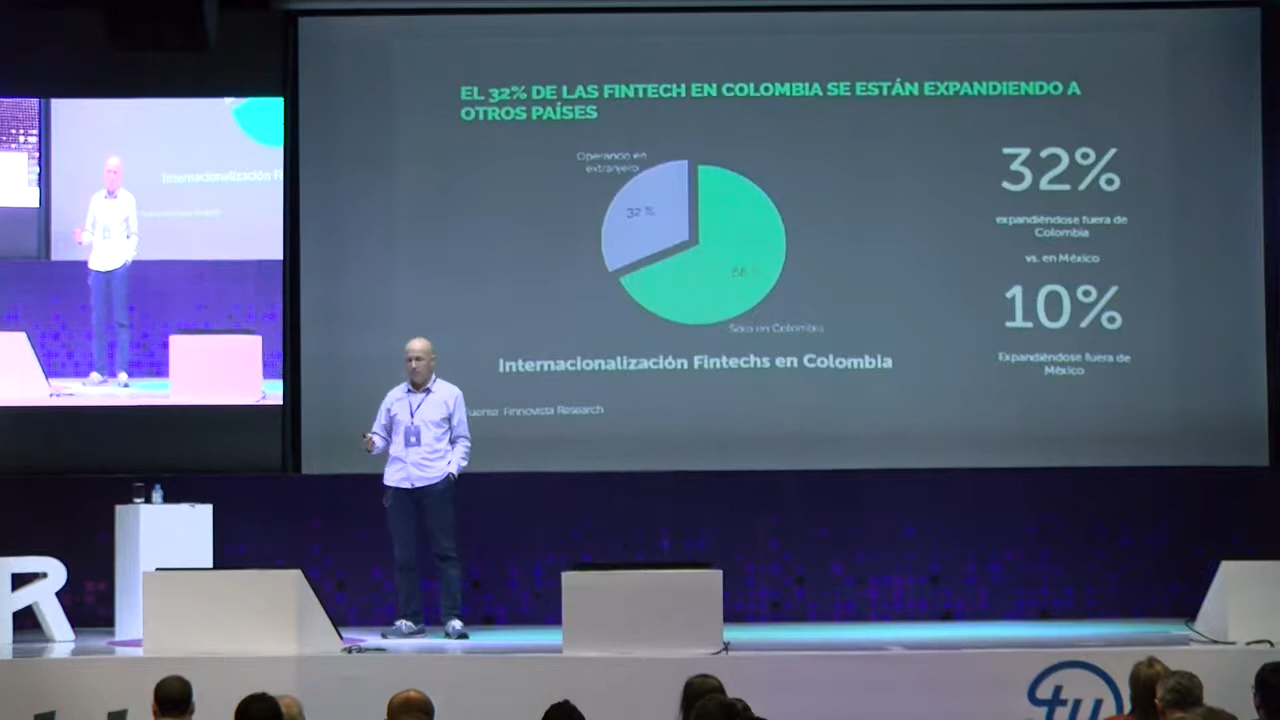 EL 32% DE LAS FINTECH EN COLOMBIA SE ESTÁN EXPANDIENDO A
OTROS PAÍSES
Operando en
extranjero
32 %
Sólo en Colombia
Internacionalización Fintechs en Colombia
Fuente: Finnovista Research
32%
expandiéndose fuera de
Colombia
vs. en México
10%
Expandiéndose fuera de
México
Internacionalización
R
tu